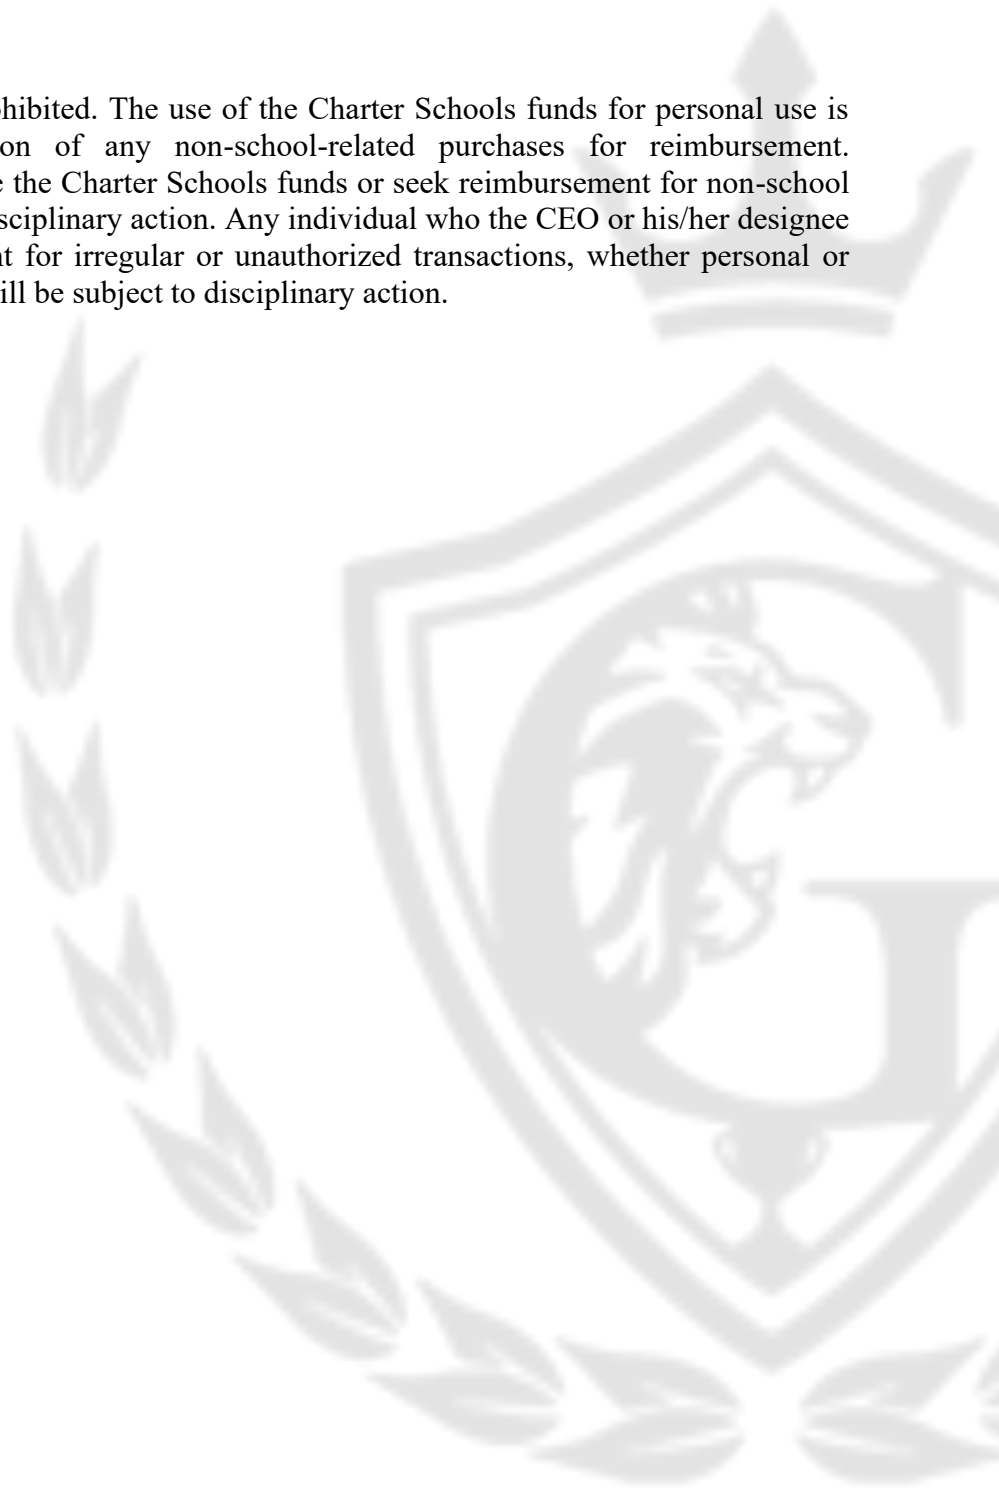 hibited. The use of the Charter Schools funds for personal use is
on of any non-school-related purchases for reimbursement.
the Charter Schools funds or seek reimbursement for non-school
sciplinary action. Any individual who the CEO or his/her designee
t for irregular or unauthorized transactions, whether personal or
ill be subject to disciplinary action.
G